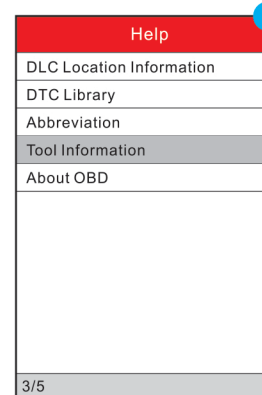 Help
DLC Location Information
DTC Library
Abbreviation
Tool Information
About OBD
3/5